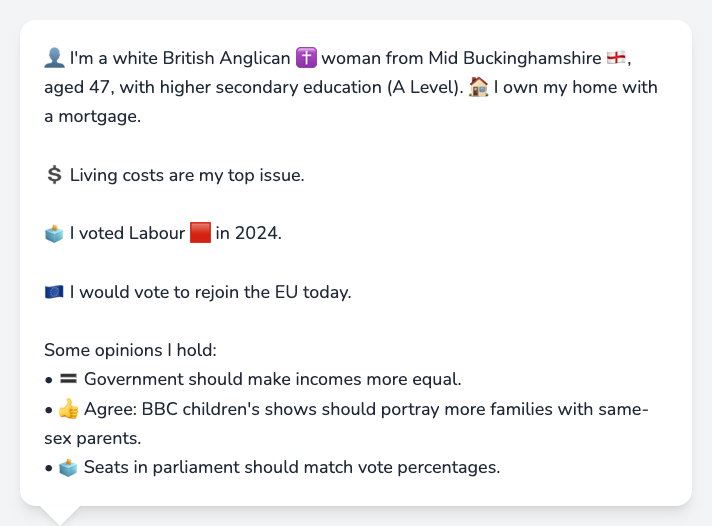 👤 I'm a white British Anglican ✝️ woman from Mid Buckinghamshire 🏴󠁧󠁢󠁥󠁮󠁧󠁿,
aged 47, with higher secondary education (A Level). 🏠 I own my home with
a mortgage.
💲 Living costs are my top issue.
🗳️ I voted Labour 🟥 in 2024.
🇪🇺 I would vote to rejoin the EU today.
Some opinions I hold:
• 🟰 Government should make incomes more equal.
• 👍 Agree: BBC children's shows should portray more families with same-
sex parents.
• 🗳️ Seats in parliament should match vote percentages.